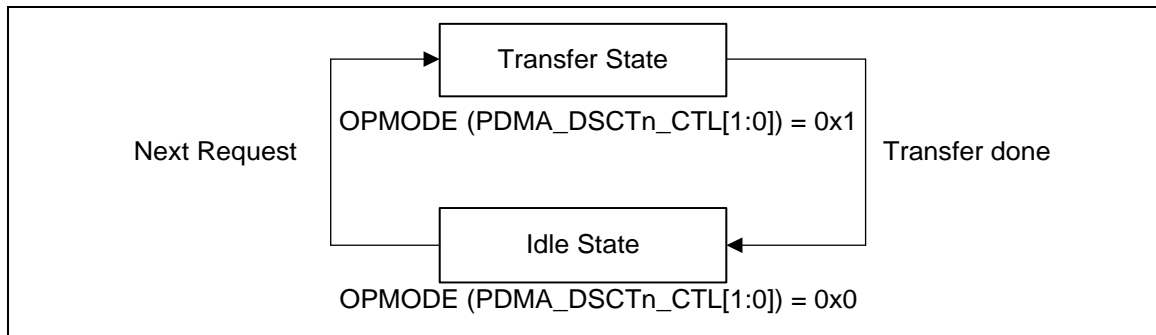 Transfer State
OPMODE (PDMA_DSCTn_CTL[1:0]) = 0x1
Next Request
Transfer done
Idle State
OPMODE (PDMA_DSCTn_CTL[1:0]) = 0x0